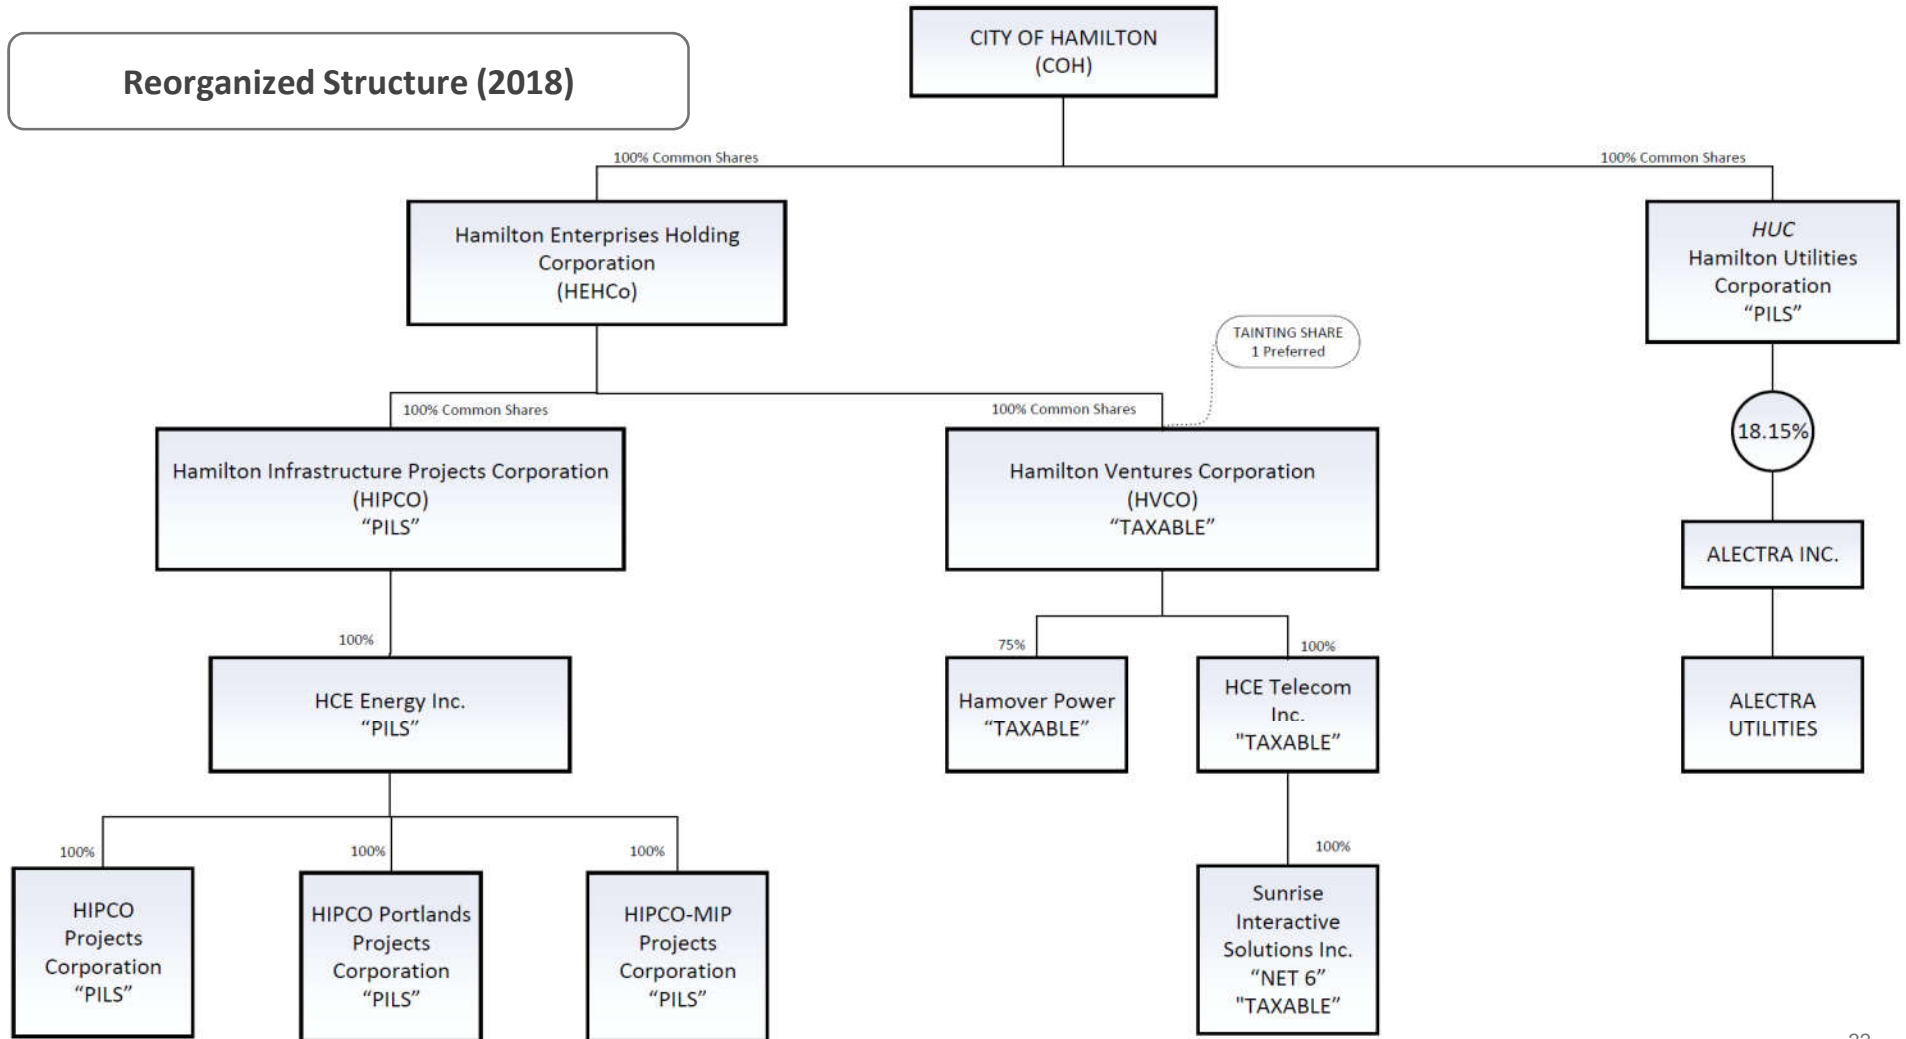 Reorganized Structure (2018)
CITY OF HAMILTON
(COH)
100% Common Shares
100% Common Shares
Hamilton Enterprises Holding
Corporation
(HEHCo)
HUC
Hamilton Utilities
Corporation
“PILS”
TAINTING SHARE
1 Preferred
100% Common Shares
100% Common Shares
18.15%
Hamilton Infrastructure Projects Corporation
(HIPCO)
“PILS”
Hamilton Ventures Corporation
(HVCO)
“TAXABLE”
ALECTRA INC.
100%
75%
100%
HCE Energy Inc.
“PILS”
Hamover Power
“TAXABLE”
HCE Telecom
Inc.
"TAXABLE”
ALECTRA
UTILITIES
100%
100%
100%
100%
HIPCO
Projects
Corporation
“PILS”
HIPCO Portlands
Projects
Corporation
“PILS”
HIPCO-MIP
Projects
Corporation
“PILS”
Sunrise
Interactive
Solutions Inc.
“NET 6”
"TAXABLE”